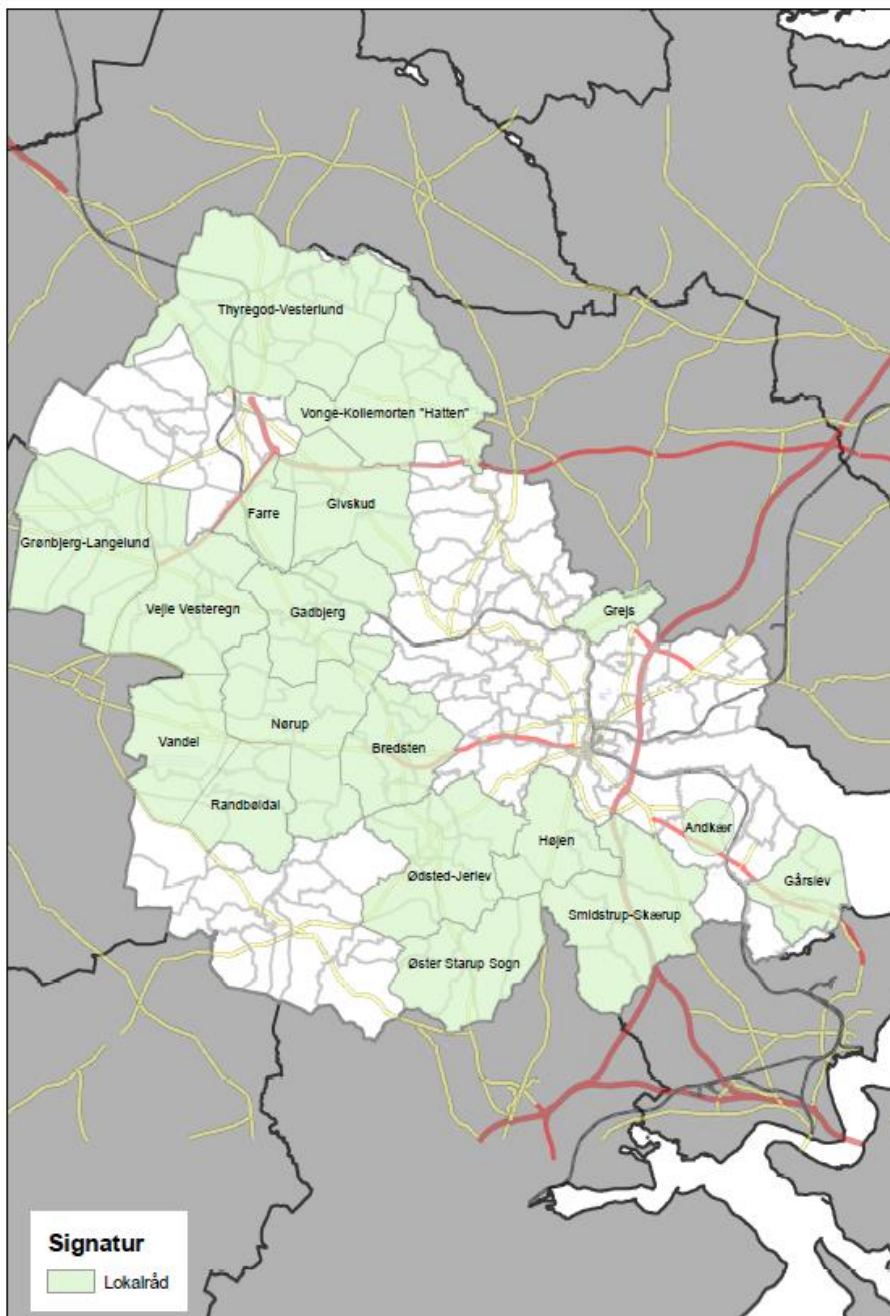 Thyregod-Vesterlund
Vonge-Kollemorten "Hatten"
Farre
Givskud
Grønbjerg-Langelund
Vejle Vesteregn
Gadbjerg
Grejs
Vandel
Nørup
Bredsten
Randbøldal
Højen
Andkær
Ødsted-Jerlev
Gårslev
Smidstrup-Skærup
Øster Starup Sogn
Signatur
Lokalråd